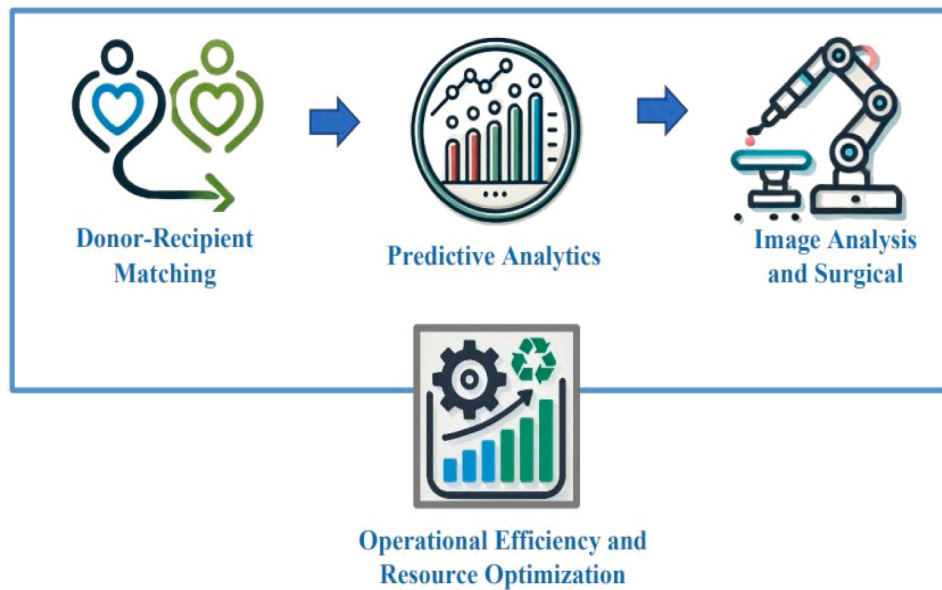 Donor-Recipient
Matching
Predictive Analytics
Image Analysis
and Surgical
Operational Efficiency and
Resource Optimization